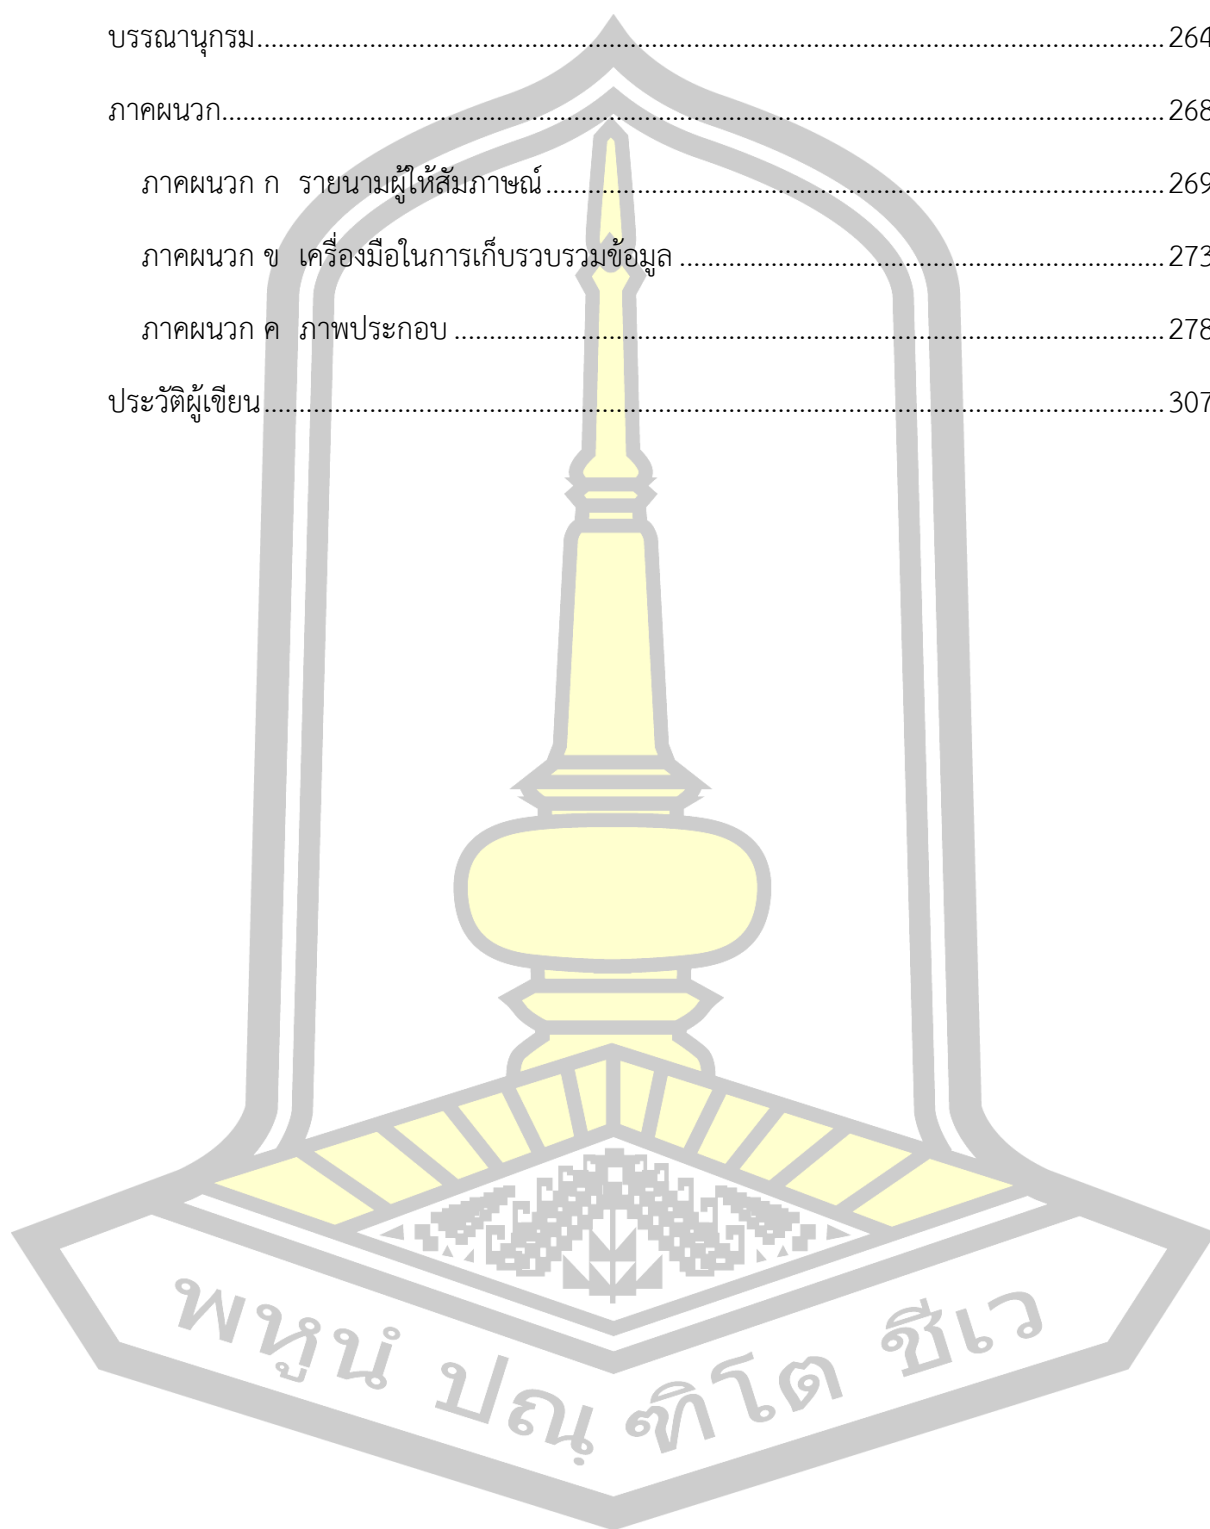 บรรณานุกรม........................................................................................................................ 264
ภาคผนวก............................................................................................................................. 268
ภาคผนวก ก  รายนามผู้ให้สัมภาษณ์................................................................................... 269
ภาคผนวก ข  เครื่องมือในการเก็บรวบรวมข้อมูล ................................................................ 273
ภาคผนวก ค  ภาพประกอบ ............................................................................................... 278
ประวัติผู้เขียน........................................................................................................................ 307
พหูนํ ปณฺฑิโต ชีเว